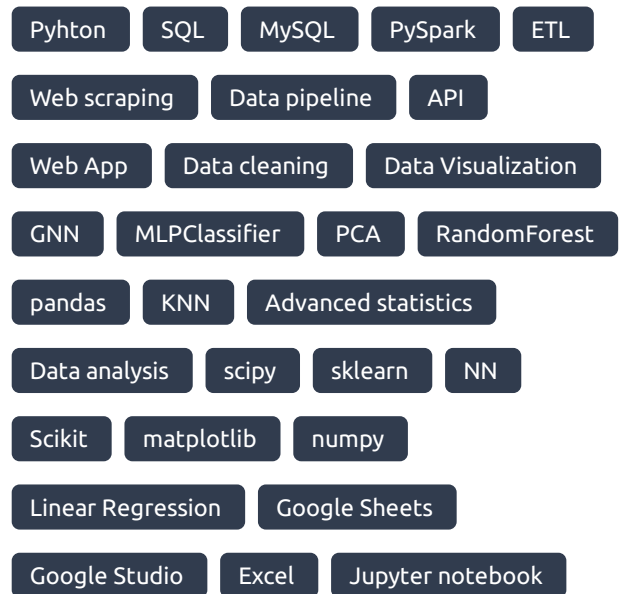 Pyhton SQL MySQL PySpark ETL
Web scraping Data pipeline API
Web App Data cleaning Data Visualization
GNN MLPClassifier PCA RandomForest
pandas KNN Advanced statistics
Data analysis scipy sklearn NN
Scikit matplotlib numpy
Linear Regression Google Sheets
Google Studio Excel Jupyter notebook